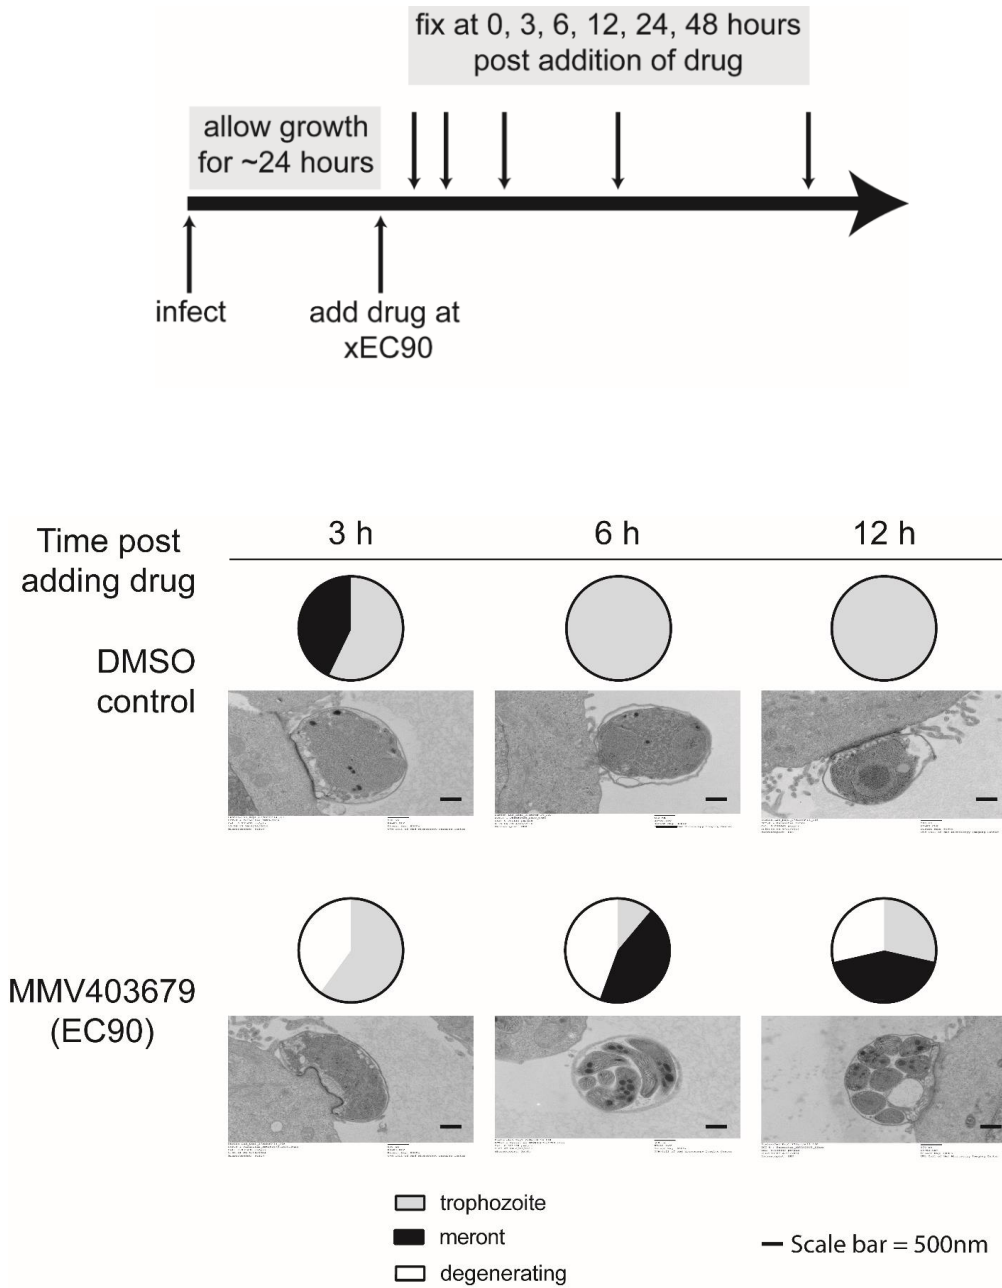 fix at 0, 3, 6, 12, 24, 48 hours
post addition of drug
allow growth
for ~24 hours
infect
add drug at
xEC90
Time post
adding drug
3 h
6 h
12 h
DMSO
control
MMV403679
(EC90)
trophozoite
meront
degenerating
Scale bar = 500nm